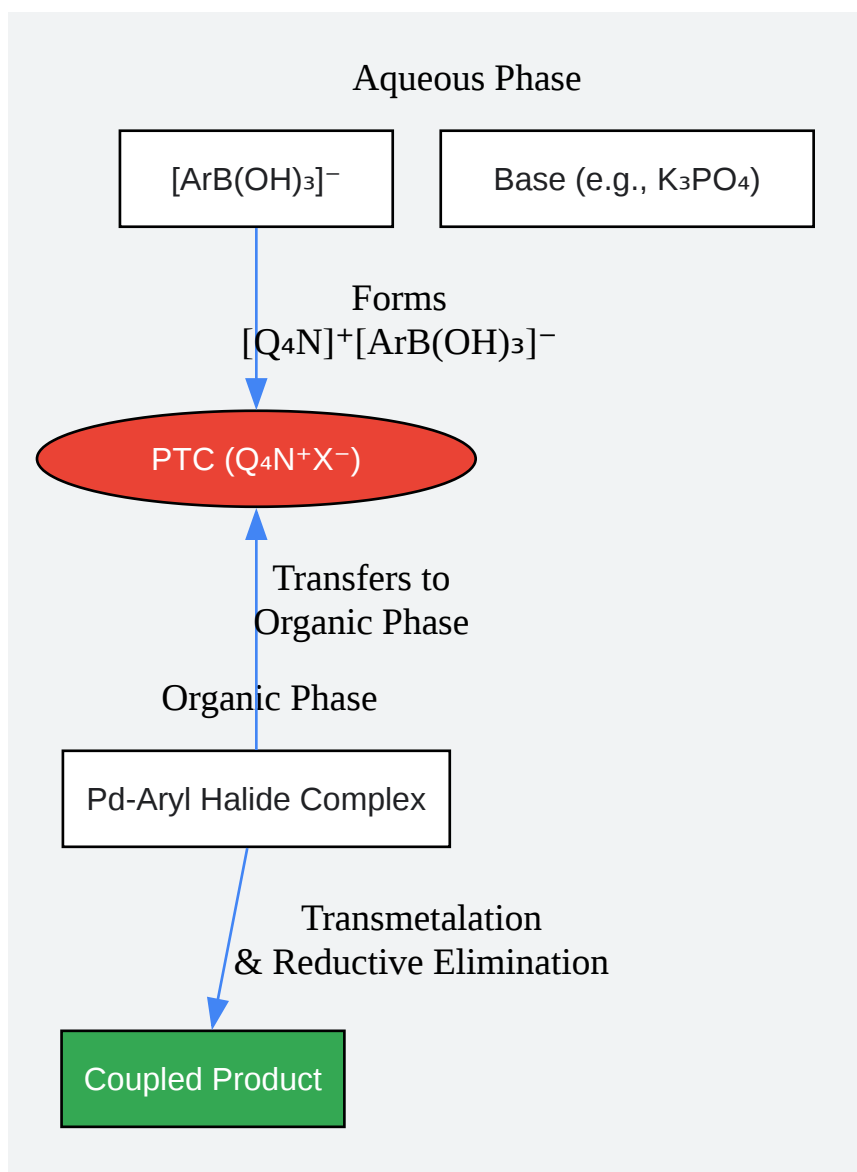 Aqueous Phase
[ArB(OH)₃]⁻
Base (e.g., K₃PO₄)
Forms
[Q₄N]⁺[ArB(OH)₃]⁻
PTC (Q₄N⁺X⁻)
Transfers to
Organic Phase
Organic Phase
Pd-Aryl Halide Complex
Transmetalation
& Reductive Elimination
Coupled Product